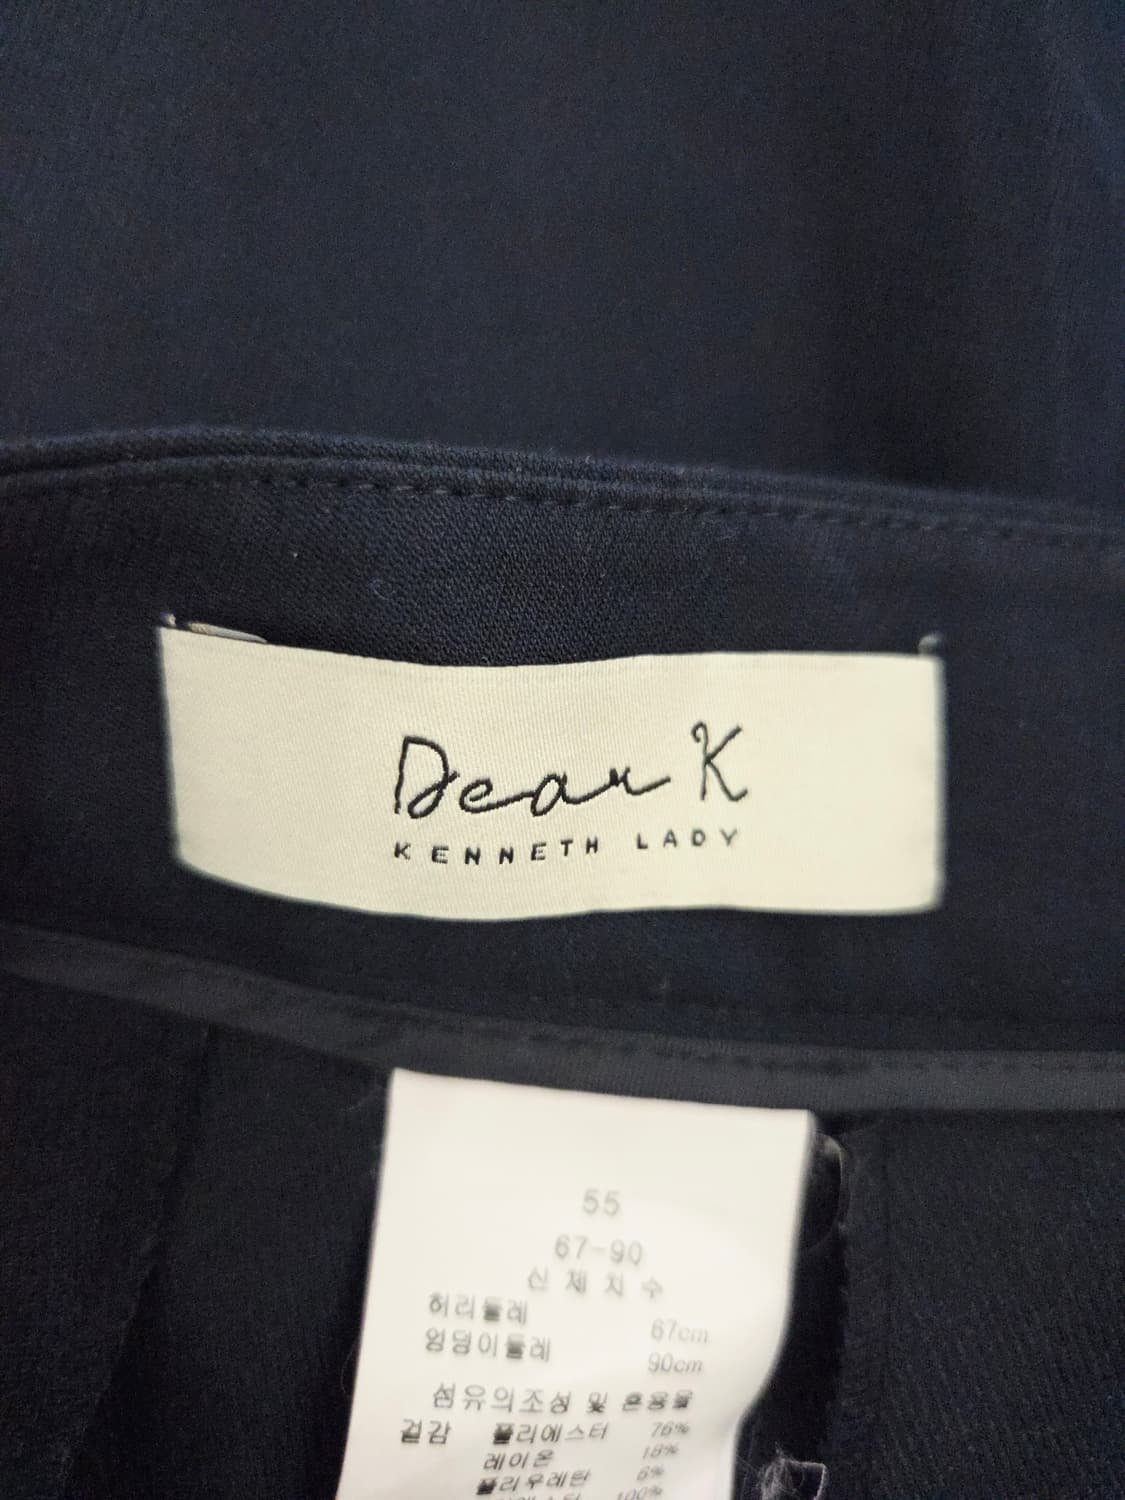 Dear K
KENNETH LADY
55
67-90
신체치수
허리둘레 67cm
엉덩이둘레 90cm
섬유의조성 및 혼용율
겉감 폴리에스터 76%
레이온 18%
폴리우레탄 6%
100%